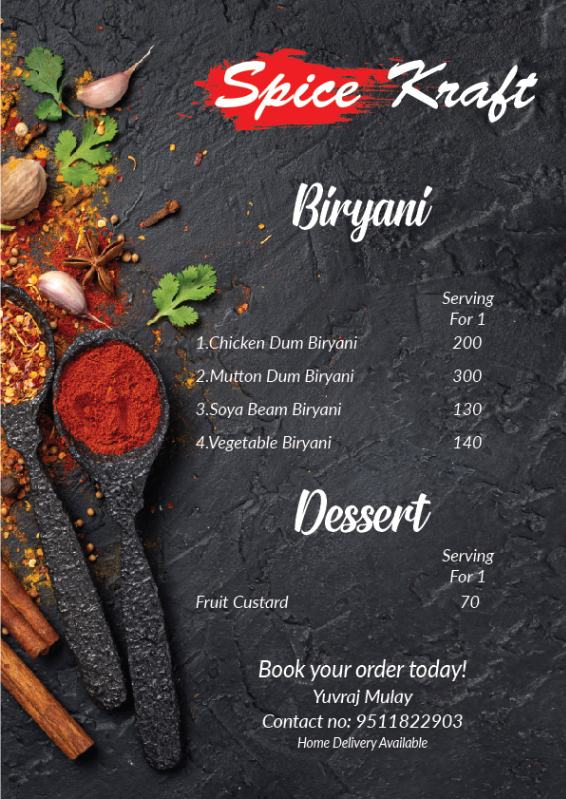 Spice Kraft
Biryani
Serving
For 1
1.Chicken Dum Biryani 200
2.Mutton Dum Biryani 300
3.Soya Beam Biryani 130
4.Vegetable Biryani 140
Dessert
Serving
For 1
Fruit Custard 70
Book your order today!
Yuvraj Mulay
Contact no: 9511822903
Home Delivery Available